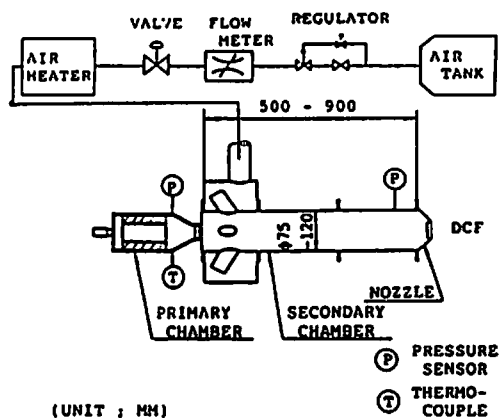 VALVE
FLOW
METER
REGULATOR
AIR
HEATER
AIR
TANK
500 - 900
P
P
φ75
-120
DCF
T
NOZZLE
PRIMARY
CHAMBER
SECONDARY
CHAMBER
P PRESSURE
SENSOR
T THERMO-
COUPLE
(UNIT ; MM)